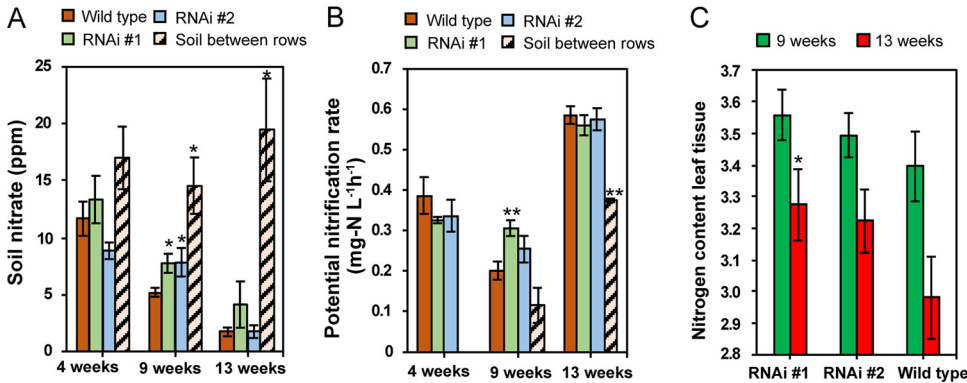 A
Wild type
RNAi #2
RNAi #1
Soil between rows
Soil nitrate (ppm)
25
20
15
10
5
0
*
*
*
*
4 weeks
9 weeks
13 weeks
B
Wild type
RNAi #2
RNAi #1
Soil between rows
Potential nitrification rate
(mg-N L⁻¹h⁻¹)
0.7
0.6
0.5
0.4
0.3
0.2
0.1
0.0
**
**
4 weeks
9 weeks
13 weeks
C
9 weeks
13 weeks
Nitrogen content leaf tissue
3.7
3.6
3.5
3.4
3.3
3.2
3.1
3.0
2.9
2.8
*
RNAi #1
RNAi #2
Wild type